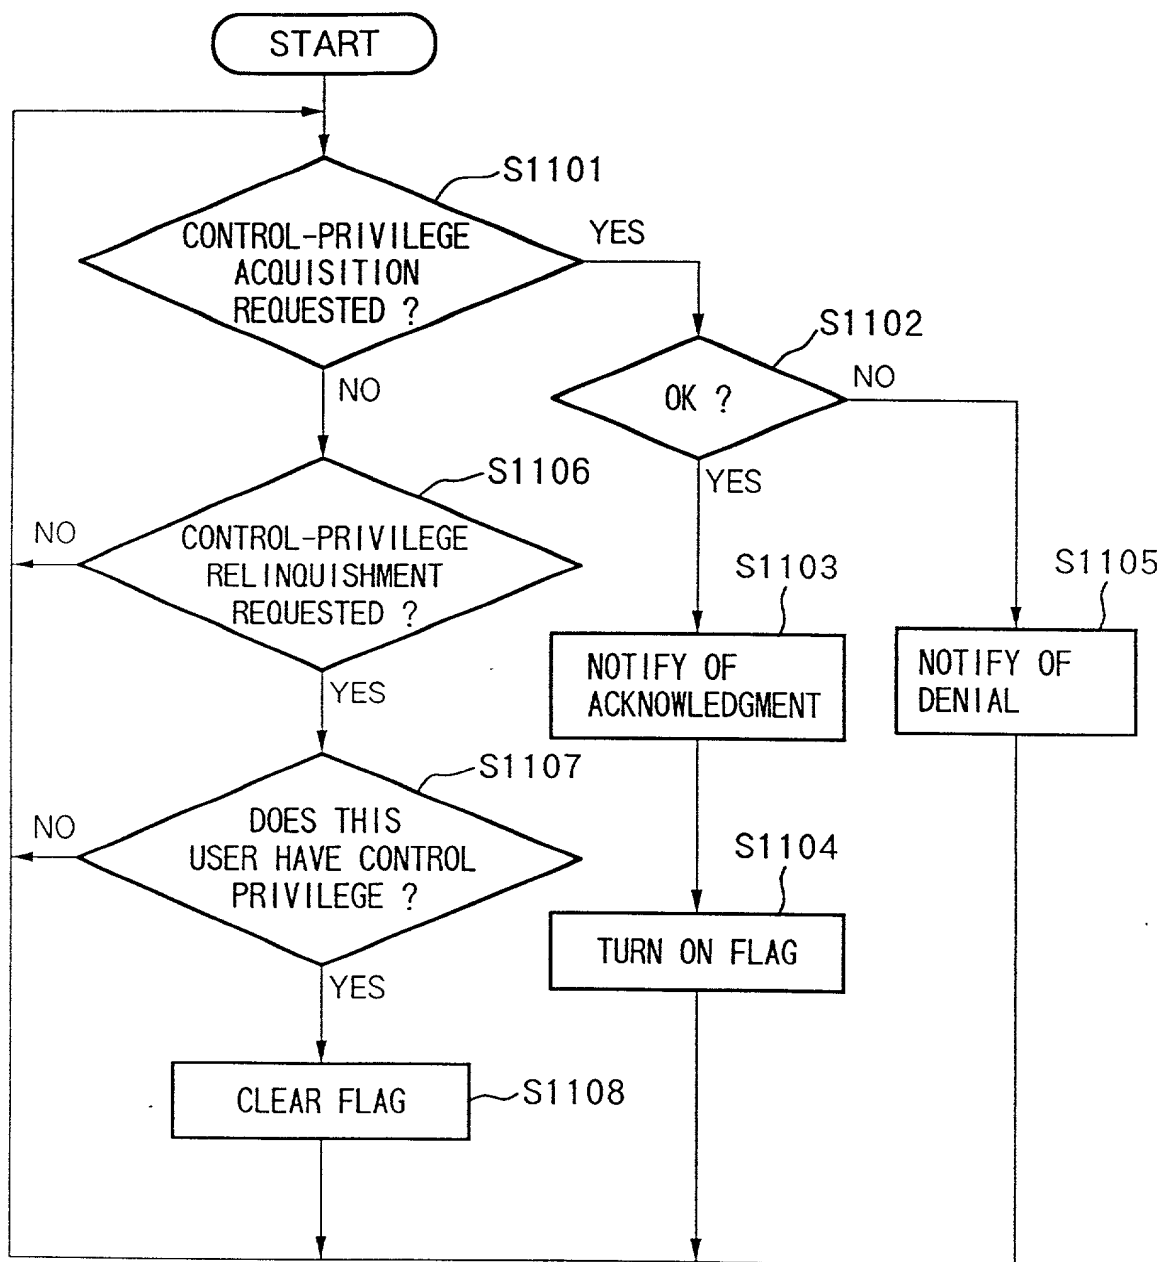 START
S1101
CONTROL-PRIVILEGE
ACQUISITION
REQUESTED ?
YES
NO
S1102
OK ?
NO
YES
S1106
CONTROL-PRIVILEGE
RELINQUISHMENT
REQUESTED ?
NO
YES
S1103
NOTIFY OF
ACKNOWLEDGMENT
S1105
NOTIFY OF
DENIAL
S1107
DOES THIS
USER HAVE CONTROL
PRIVILEGE ?
NO
YES
S1104
TURN ON FLAG
CLEAR FLAG
S1108